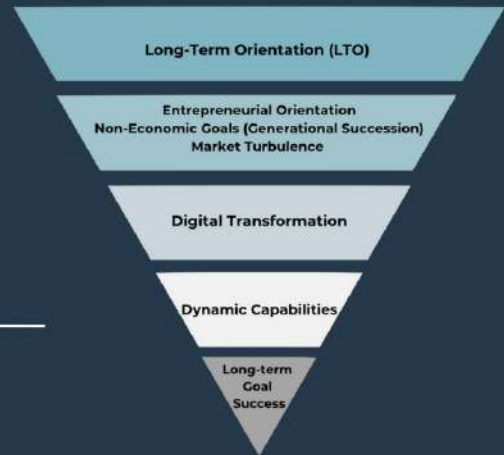 Long-Term Orientation (LTO)
Entrepreneurial Orientation
Non-Economic Goals (Generational Succession)
Market Turbulence
Digital Transformation
Dynamic Capabilities
Long-term
Goal
Success